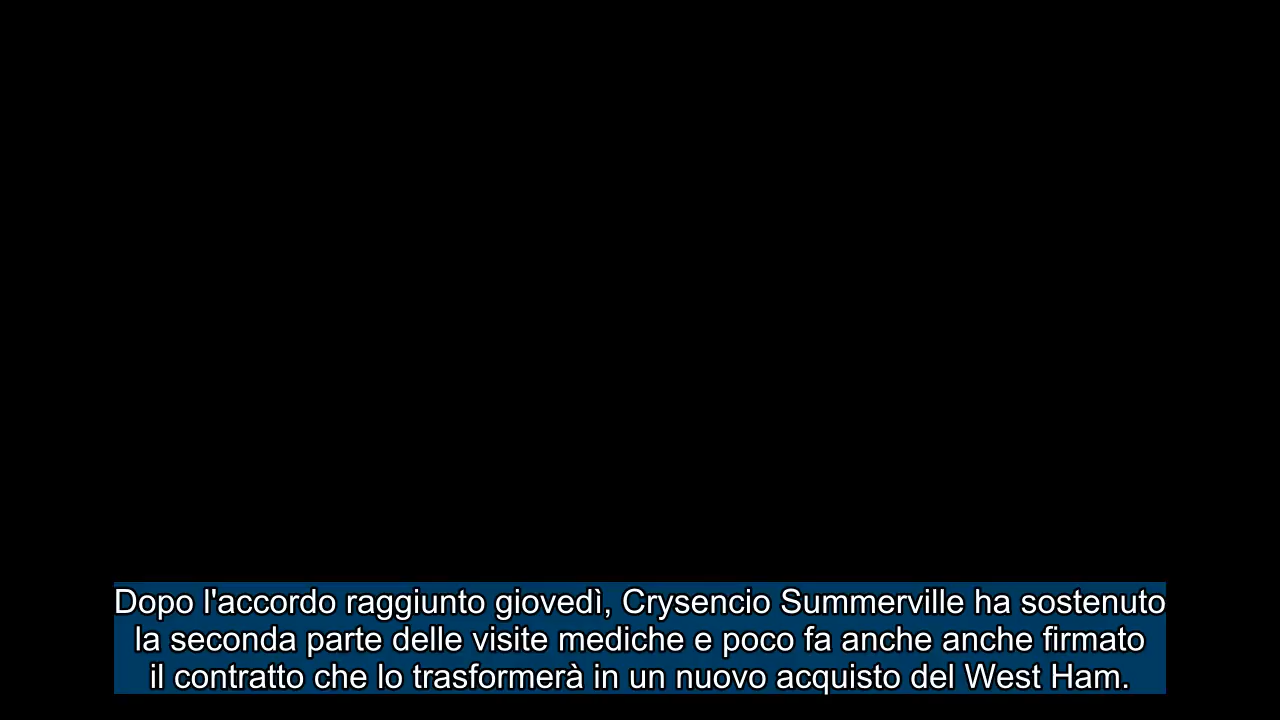 Dopo l'accordo raggiunto giovedì, Crysencio Summerville ha sostenuto
la seconda parte delle visite mediche e poco fa anche anche firmato
il contratto che lo trasformerà in un nuovo acquisto del West Ham.